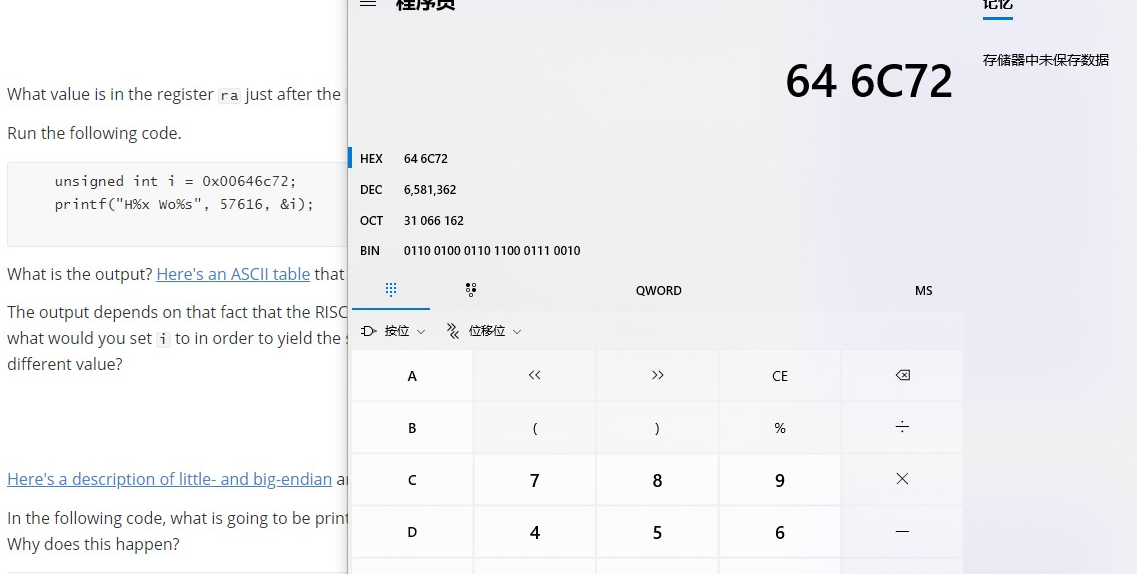 What value is in the register ra just after the
Run the following code.
unsigned int i = 0x00646c72;
printf("H%x Wo%s", 57616, &i);
What is the output? Here's an ASCII table that
The output depends on that fact that the RISC
what would you set i to in order to yield the
different value?
Here's a description of little- and big-endian
In the following code, what is going to be print
Why does this happen?
程序员
64 6C72
HEX 64 6C72
DEC 6,581,362
OCT 31 066 162
BIN 0110 0100 0110 1100 0111 0010
QWORD MS
按位 位移位
A << >> CE
B ( ) % ÷
C 7 8 9 ×
D 4 5 6 −
记忆
存储器中未保存数据